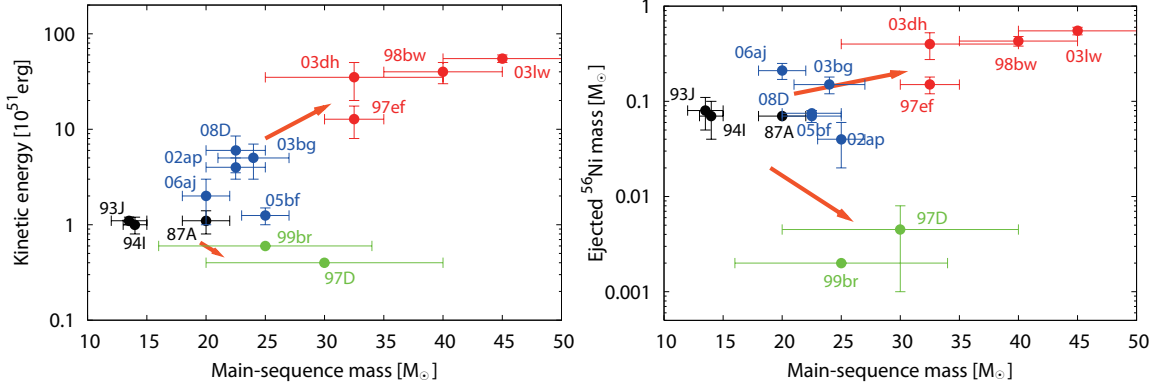 Kinetic energy [10^51 erg]
100
10
1
0.1
03dh
98bw
03lw
97ef
08D
03bg
02ap
06aj
05bf
93J
94I
87A
99br
97D
10 15 20 25 30 35 40 45 50
Main-sequence mass [M☉]
Ejected ^56Ni mass [M☉]
1
0.1
0.01
0.001
03dh
03lw
98bw
06aj
03bg
97ef
93J
08D
94I
87A
05bf
02ap
97D
99br
10 15 20 25 30 35 40 45 50
Main-sequence mass [M☉]